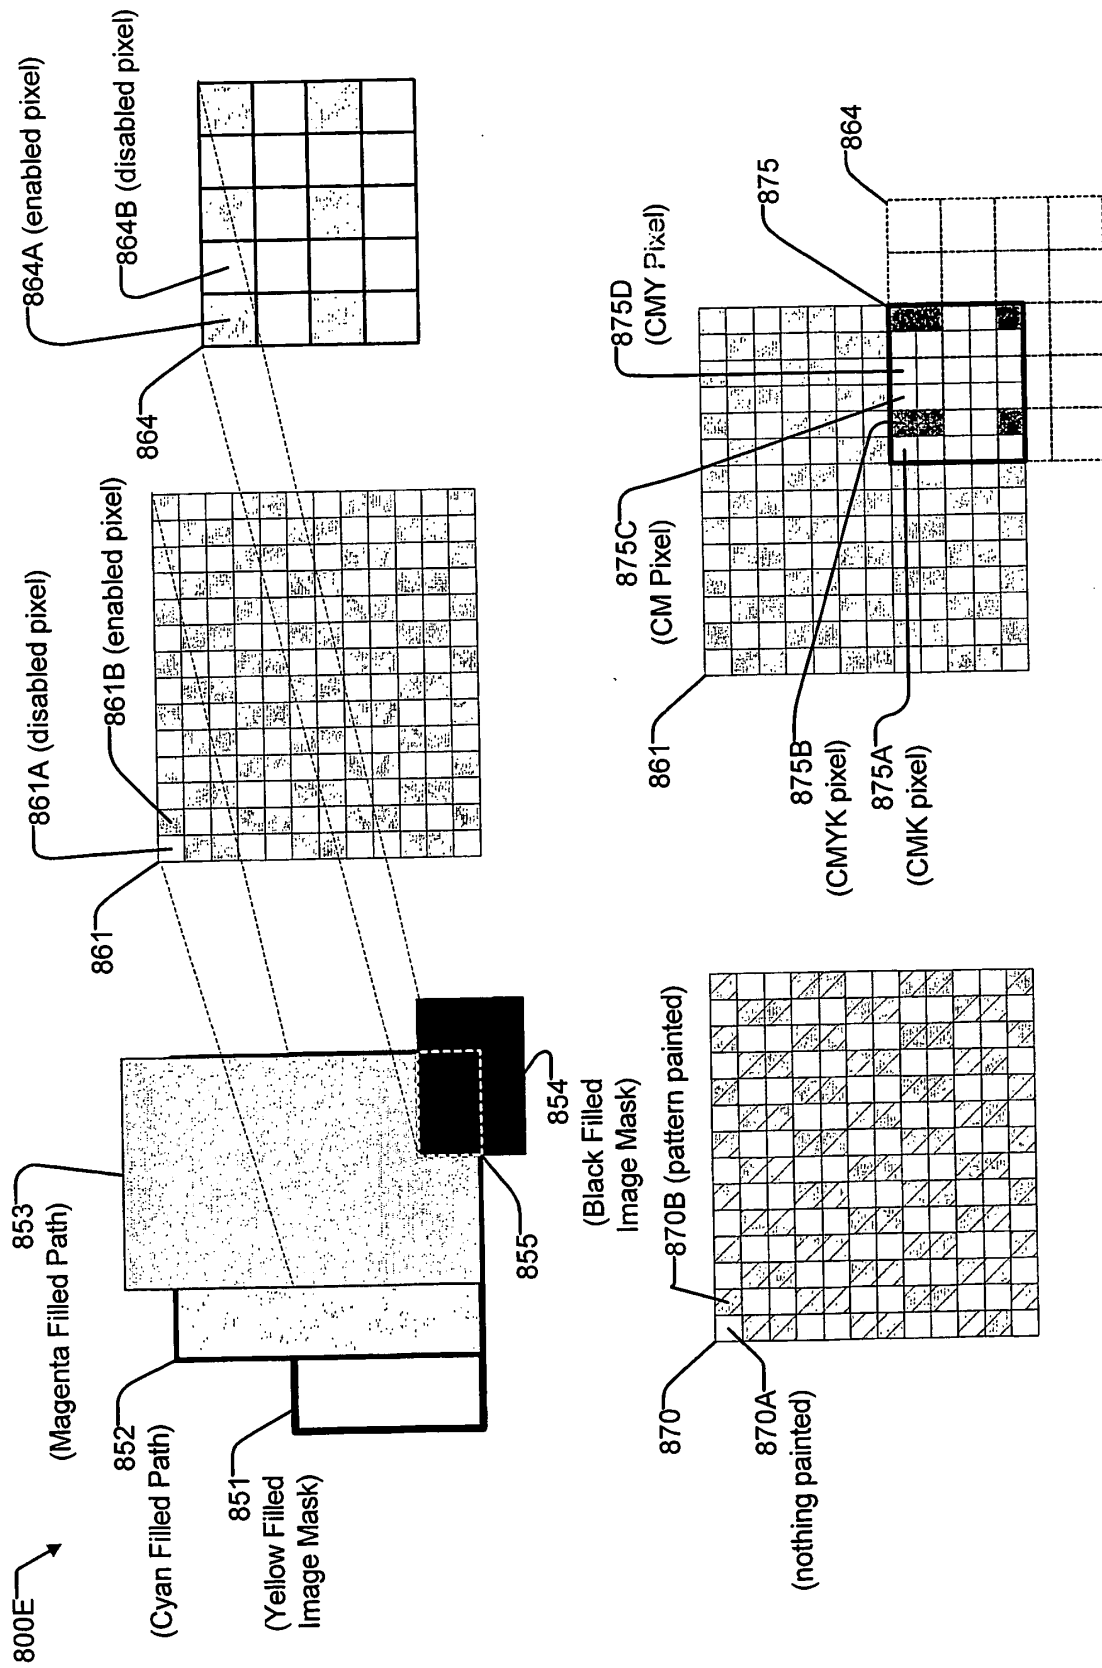 800E
853
(Magenta Filled Path)
852
(Cyan Filled Path)
851
(Yellow Filled
Image Mask)
855
854
(Black Filled
Image Mask)
861
861A (disabled pixel)
861B (enabled pixel)
864
864A (enabled pixel)
864B (disabled pixel)
870
870A
(nothing painted)
870B (pattern painted)
861
875C
(CM Pixel)
875B
(CMYK pixel)
875A
(CMK pixel)
875D
(CMY Pixel)
875
864